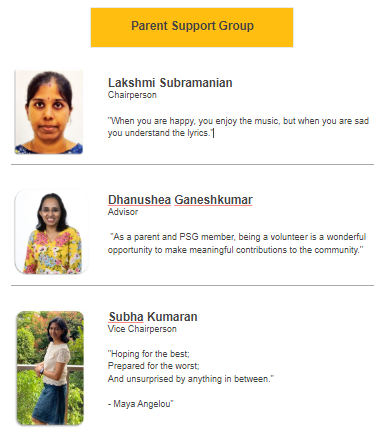 Parent Support Group
Lakshmi Subramanian
Chairperson
"When you are happy, you enjoy the music, but when you are sad
you understand the lyrics."
Dhanushea Ganeshkumar
Advisor
"As a parent and PSG member, being a volunteer is a wonderful
opportunity to make meaningful contributions to the community."
Subha Kumaran
Vice Chairperson
"Hoping for the best;
Prepared for the worst;
And unsurprised by anything in between."
- Maya Angelou"